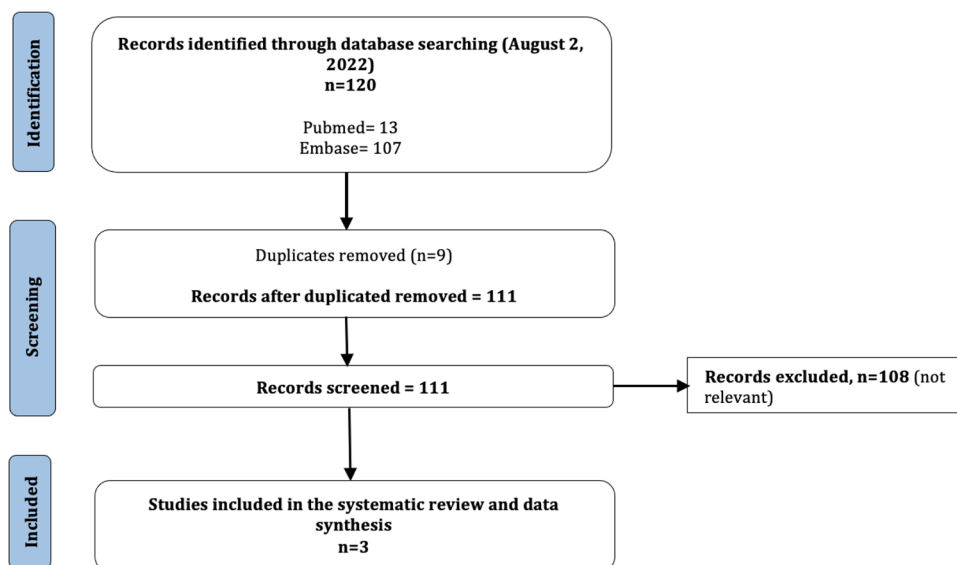 Identification
Records identified through database searching (August 2,
2022)
n=120
Pubmed= 13
Embase= 107
Screening
Duplicates removed (n=9)
Records after duplicated removed = 111
Records screened = 111
Records excluded, n=108 (not
relevant)
Included
Studies included in the systematic review and data
synthesis
n=3